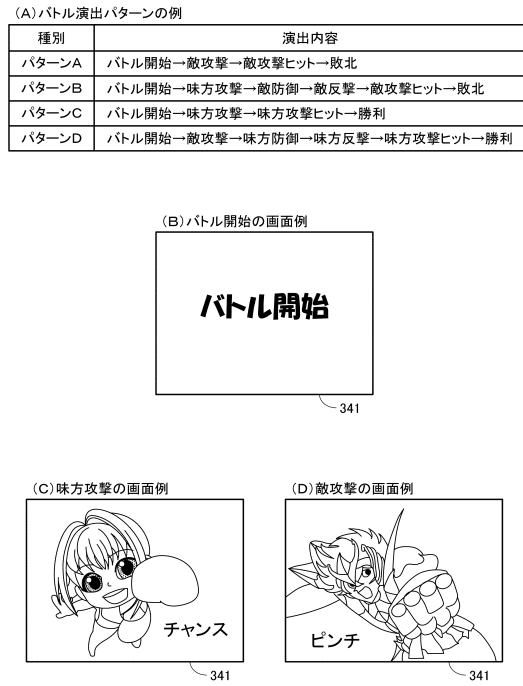 (A)バトル演出パターンの例
種別 演出内容
パターンA バトル開始→敵攻撃→敵攻撃ヒット→敗北
パターンB バトル開始→味方攻撃→敵防御→敵反撃→敵攻撃ヒット→敗北
パターンC バトル開始→味方攻撃→味方攻撃ヒット→勝利
パターンD バトル開始→敵攻撃→味方防御→味方反撃→味方攻撃ヒット→勝利
(B)バトル開始の画面例
バトル開始
341
(C)味方攻撃の画面例
チャンス
341
(D)敵攻撃の画面例
ピンチ
341